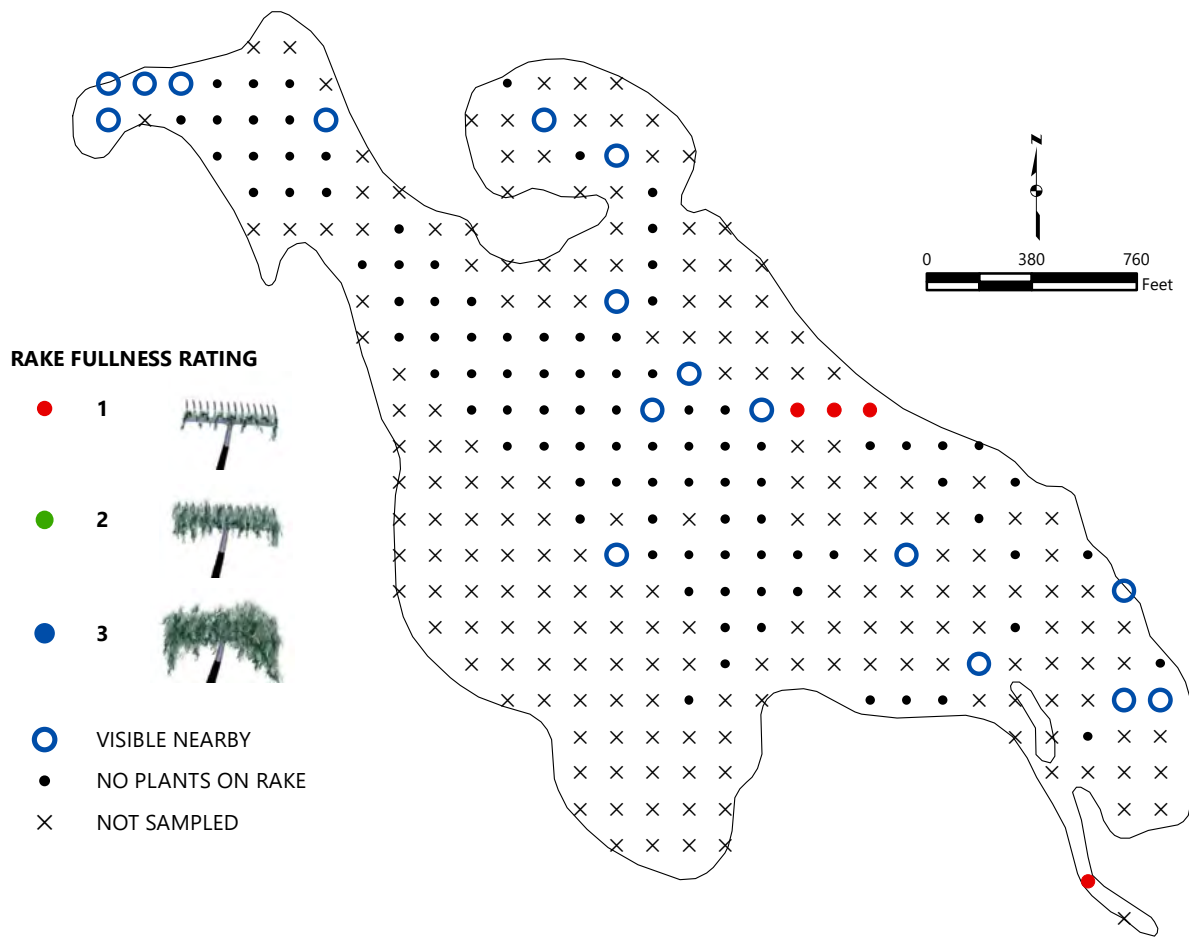 N
0 380 760
Feet
RAKE FULLNESS RATING
1
2
3
VISIBLE NEARBY
NO PLANTS ON RAKE
NOT SAMPLED